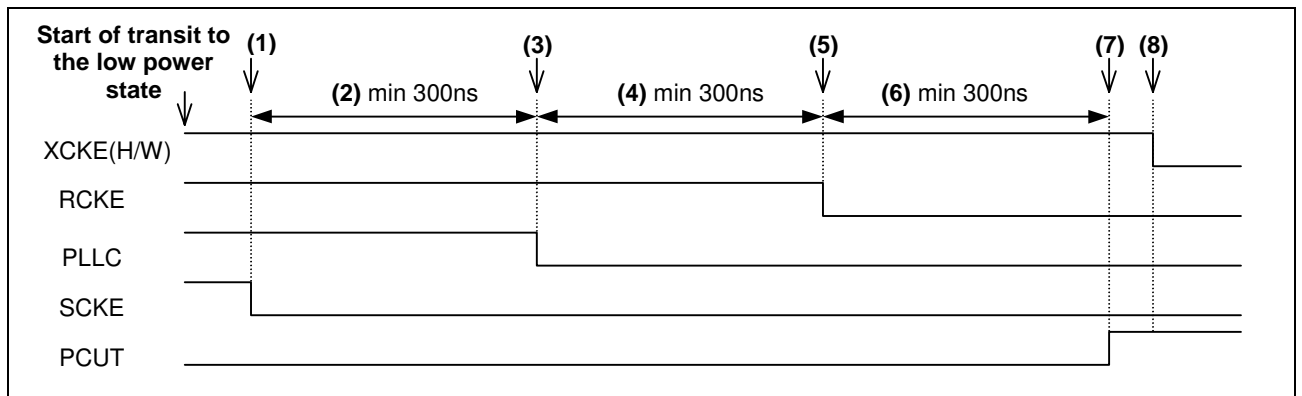 Start of transit to
the low power
state
(1)
(3)
(5)
(7) (8)
(2) min 300ns
(4) min 300ns
(6) min 300ns
XCKE(H/W)
RCKE
PLLC
SCKE
PCUT